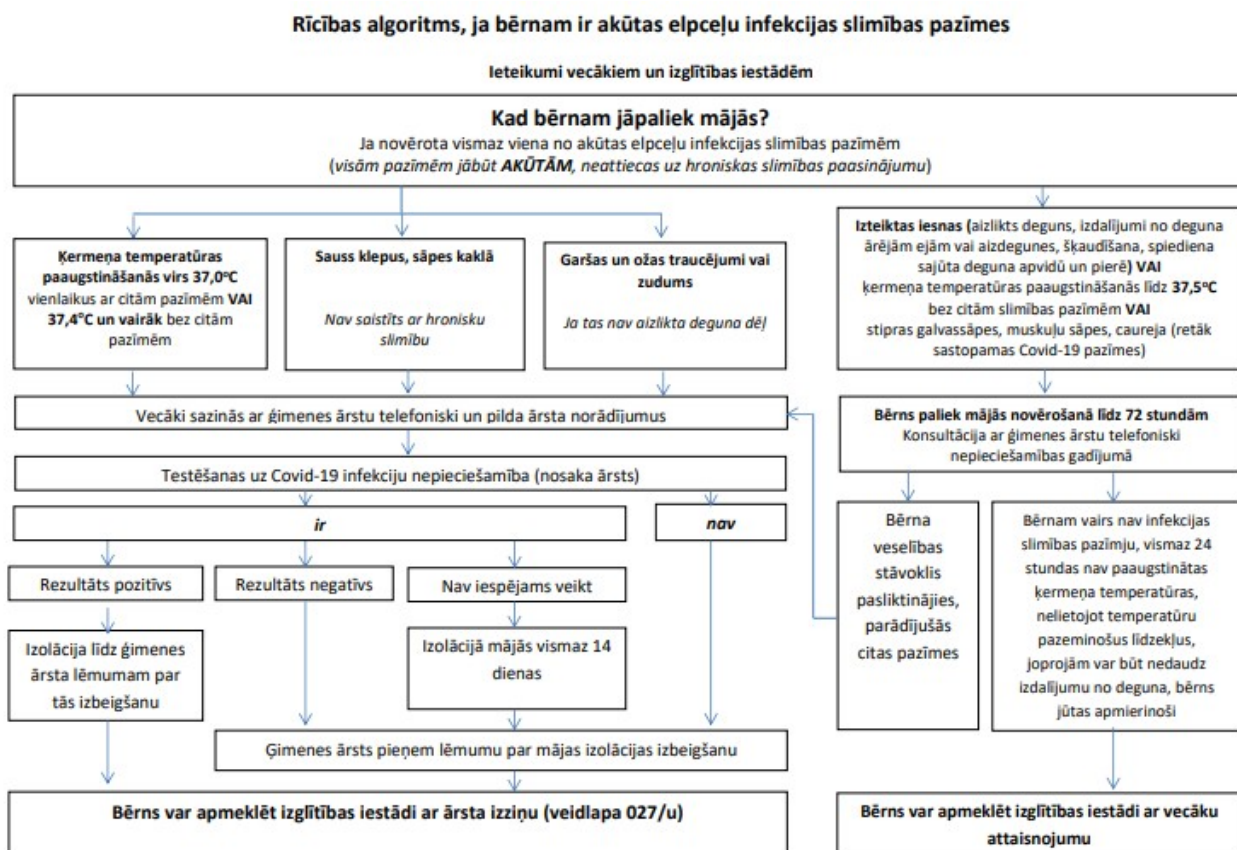 Rīcības algoritms, ja bērnam ir akūtas elpceļu infekcijas slimības pazīmes
Ieteikumi vecākiem un izglītības iestādēm
Kad bērnam jāpaliek mājās?
Ja novērota vismaz viena no akūtas elpceļu infekcijas slimības pazīmēm
(visām pazīmēm jābūt AKŪTĀM, neattiecas uz hroniskas slimības paasinājumu)
Ķermeņa temperatūras
paaugstināšanās virs 37,0°C
vienlaikus ar citām pazīmēm VAI
37,4°C un vairāk bez citām
pazīmēm
Sauss klepus, sāpes kaklā
Nav saistīts ar hronisku
slimību
Garšas un ožas traucējumi vai
zudums
Ja tas nav aizlikta deguna dēļ
Izteiktas iesnas (aizlikts deguns, izdalījumi no deguna
ārējām ejām vai aizdegunes, šķaudīšana, spiediena
sajūta deguna apvidū un pierē) VAI
ķermeņa temperatūras paaugstināšanās līdz 37,5°C
bez citām slimības pazīmēm VAI
stipras galvassāpes, muskuļu sāpes, caureja (retāk
sastopamas Covid-19 pazīmes)
Vecāki sazinās ar ģimenes ārstu telefoniski un pilda ārsta norādījumus
Bērns paliek mājās novērošanā līdz 72 stundām
Konsultācija ar ģimenes ārstu telefoniski
nepieciešamības gadījumā
Testēšanas uz Covid-19 infekciju nepieciešamība (nosaka ārsts)
ir
nav
Rezultāts pozitīvs
Rezultāts negatīvs
Nav iespējams veikt
Izolācija līdz ģimenes
ārsta lēmumam par
tās izbeigšanu
Izolācijā mājās vismaz 14
dienas
Bērna
veselības
stāvoklis
pasliktinājies,
parādījušās
citas pazīmes
Bērnam vairs nav infekcijas
slimības pazīmju, vismaz 24
stundas nav paaugstinātas
ķermeņa temperatūras,
nelietojot temperatūru
pazeminošus līdzekļus,
joprojām var būt nedaudz
izdalījumu no deguna, bērns
jūtas apmierinoši
Ģimenes ārsts pieņem lēmumu par mājas izolācijas izbeigšanu
Bērns var apmeklēt izglītības iestādi ar ārsta izziņu (veidlapa 027/u)
Bērns var apmeklēt izglītības iestādi ar vecāku
attaisnojumu